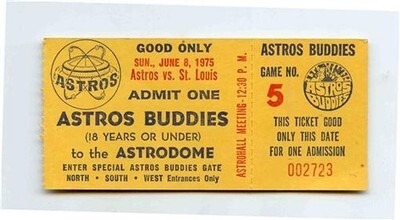 GOOD ONLY
SUN., JUNE 8, 1975
Astros vs. St. Louis
ASTROS
ADMIT ONE
ASTROS BUDDIES
(18 YEARS OR UNDER)
to the ASTRODOME
ENTER SPECIAL ASTROS BUDDIES GATE
NORTH - SOUTH - WEST Entrances Only
ASTROHALL MEETING-12:30 P. M.
ASTROS BUDDIES
GAME NO.
5
ASTROS
BUDDIES
THIS TICKET GOOD
ONLY THIS DATE
FOR ONE ADMISSION
002723